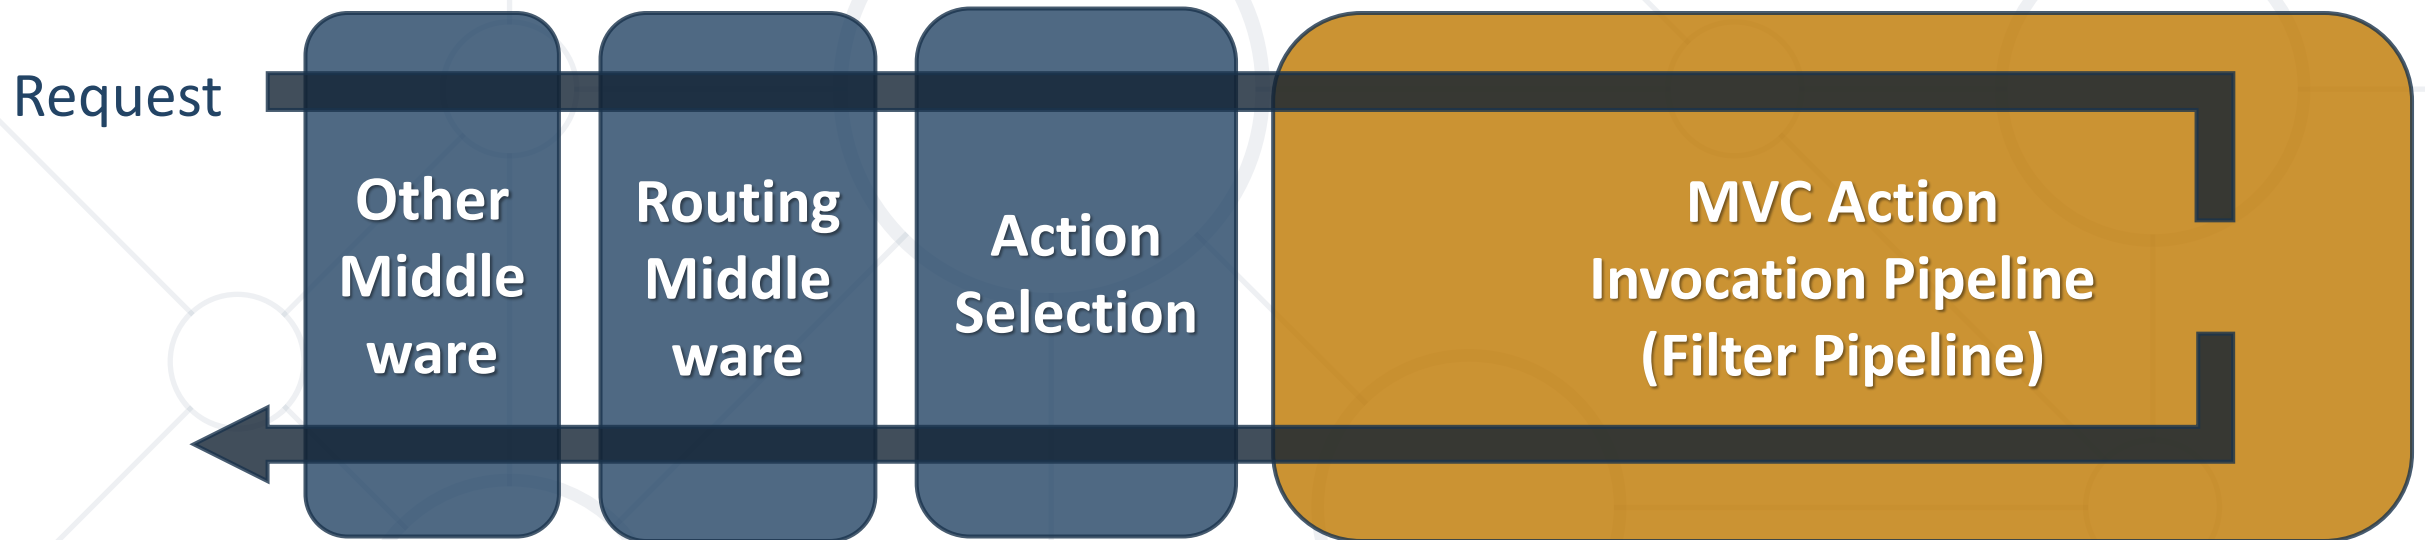 Request
Other
Middle
ware
Routing
Middle
ware
Action
Selection
MVC Action
Invocation Pipeline
(Filter Pipeline)